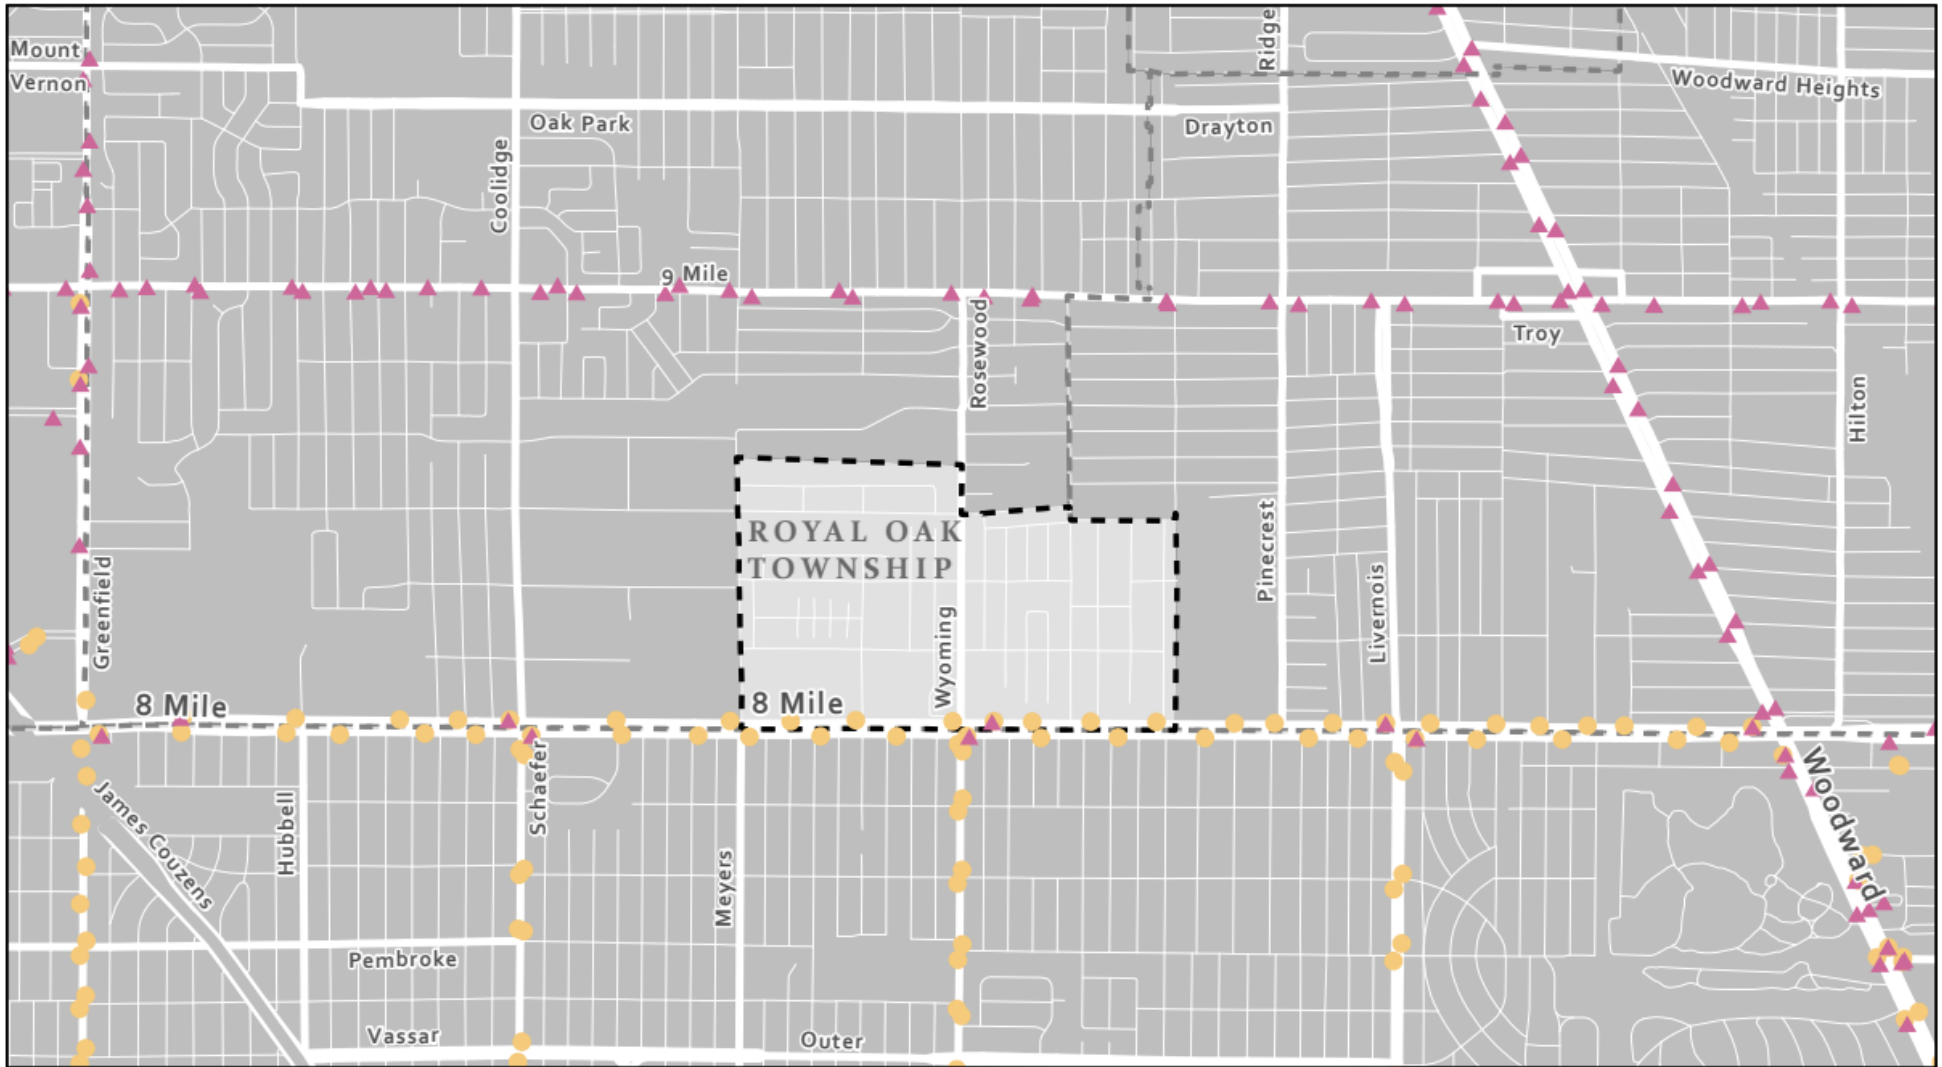 Mount
Vernon
Ridge
Woodward Heights
Oak Park
Drayton
Coolidge
9 Mile
Rosewood
Troy
Hilton
ROYAL OAK
TOWNSHIP
Pinecrest
Livernois
Greenfield
Wyoming
8 Mile
8 Mile
Schaefer
Woodward
James Couzens
Hubbell
Meyers
Pembroke
Vassar
Outer